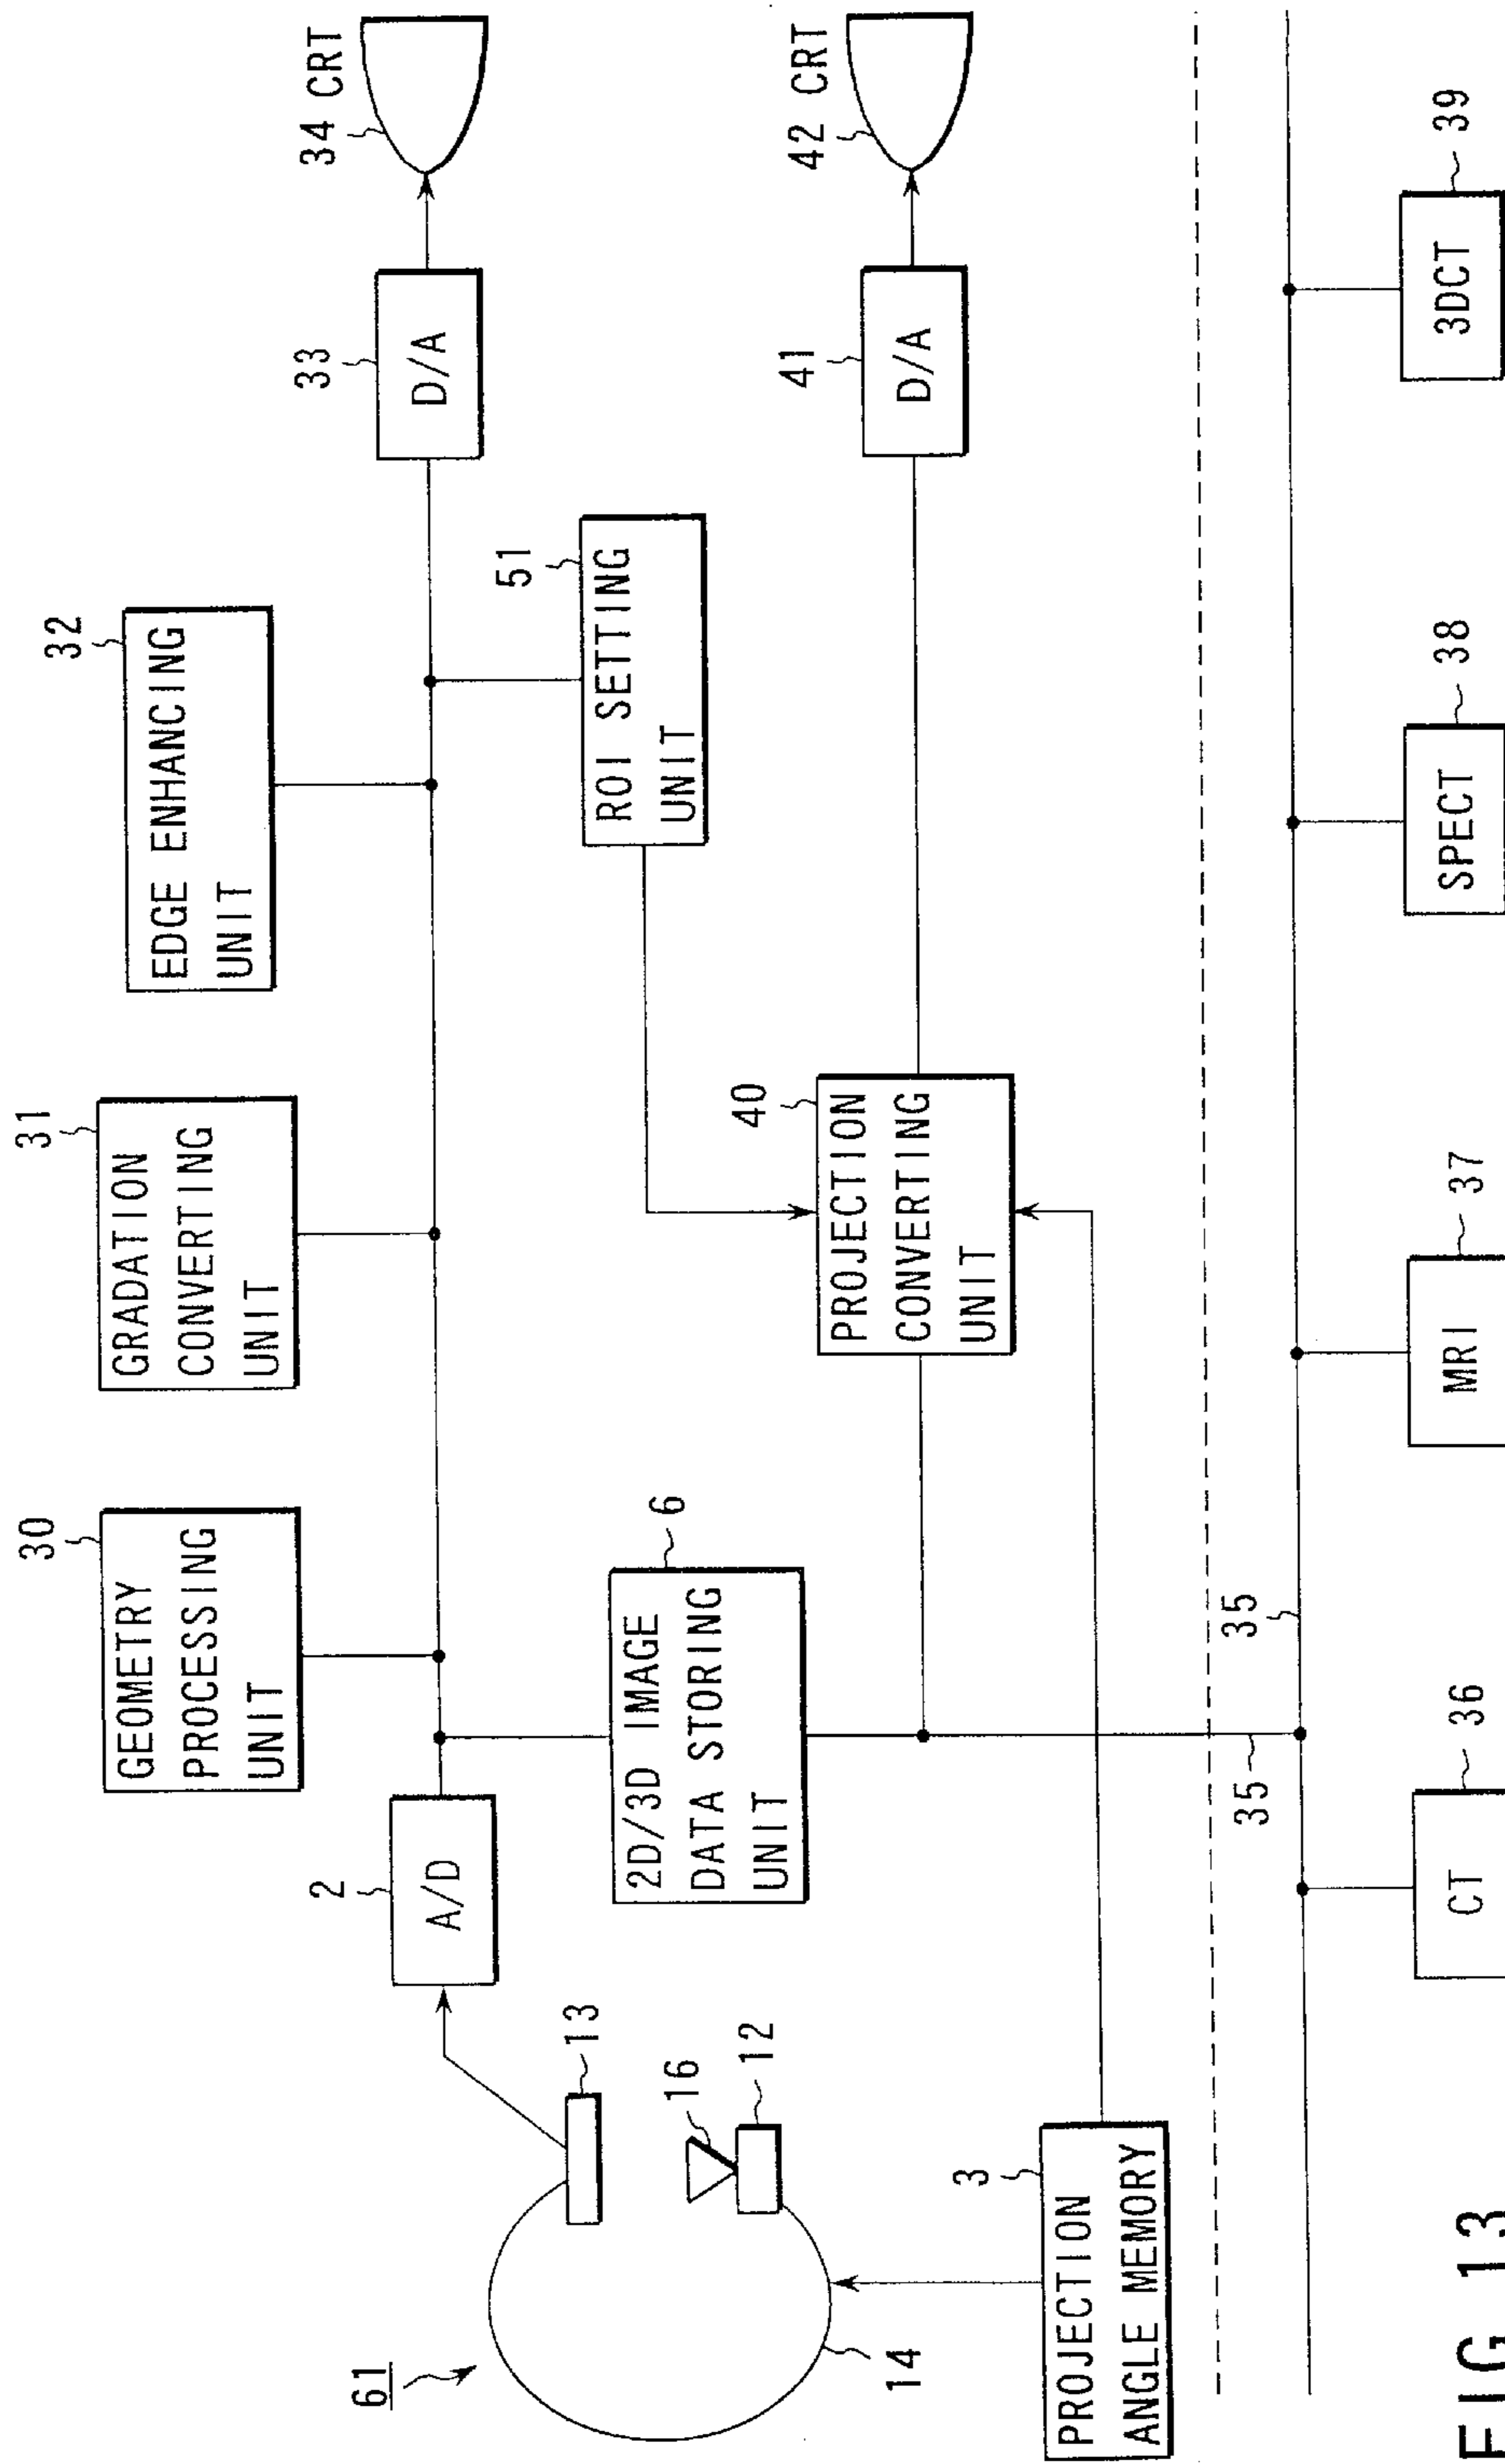 30
GEOMETRY
PROCESSING
UNIT
31
GRADATION
CONVERTING
UNIT
32
EDGE ENHANCING
UNIT
61
14
13
16
12
2
A/D
33
D/A
34 CRT
6
2D/3D IMAGE
DATA STORING
UNIT
51
ROI SETTING
UNIT
40
PROJECTION
CONVERTING
UNIT
41
D/A
42 CRT
3
PROJECTION
ANGLE MEMORY
35
35
CT
36
MRI
37
SPECT
38
3DCT
39
FIG. 13